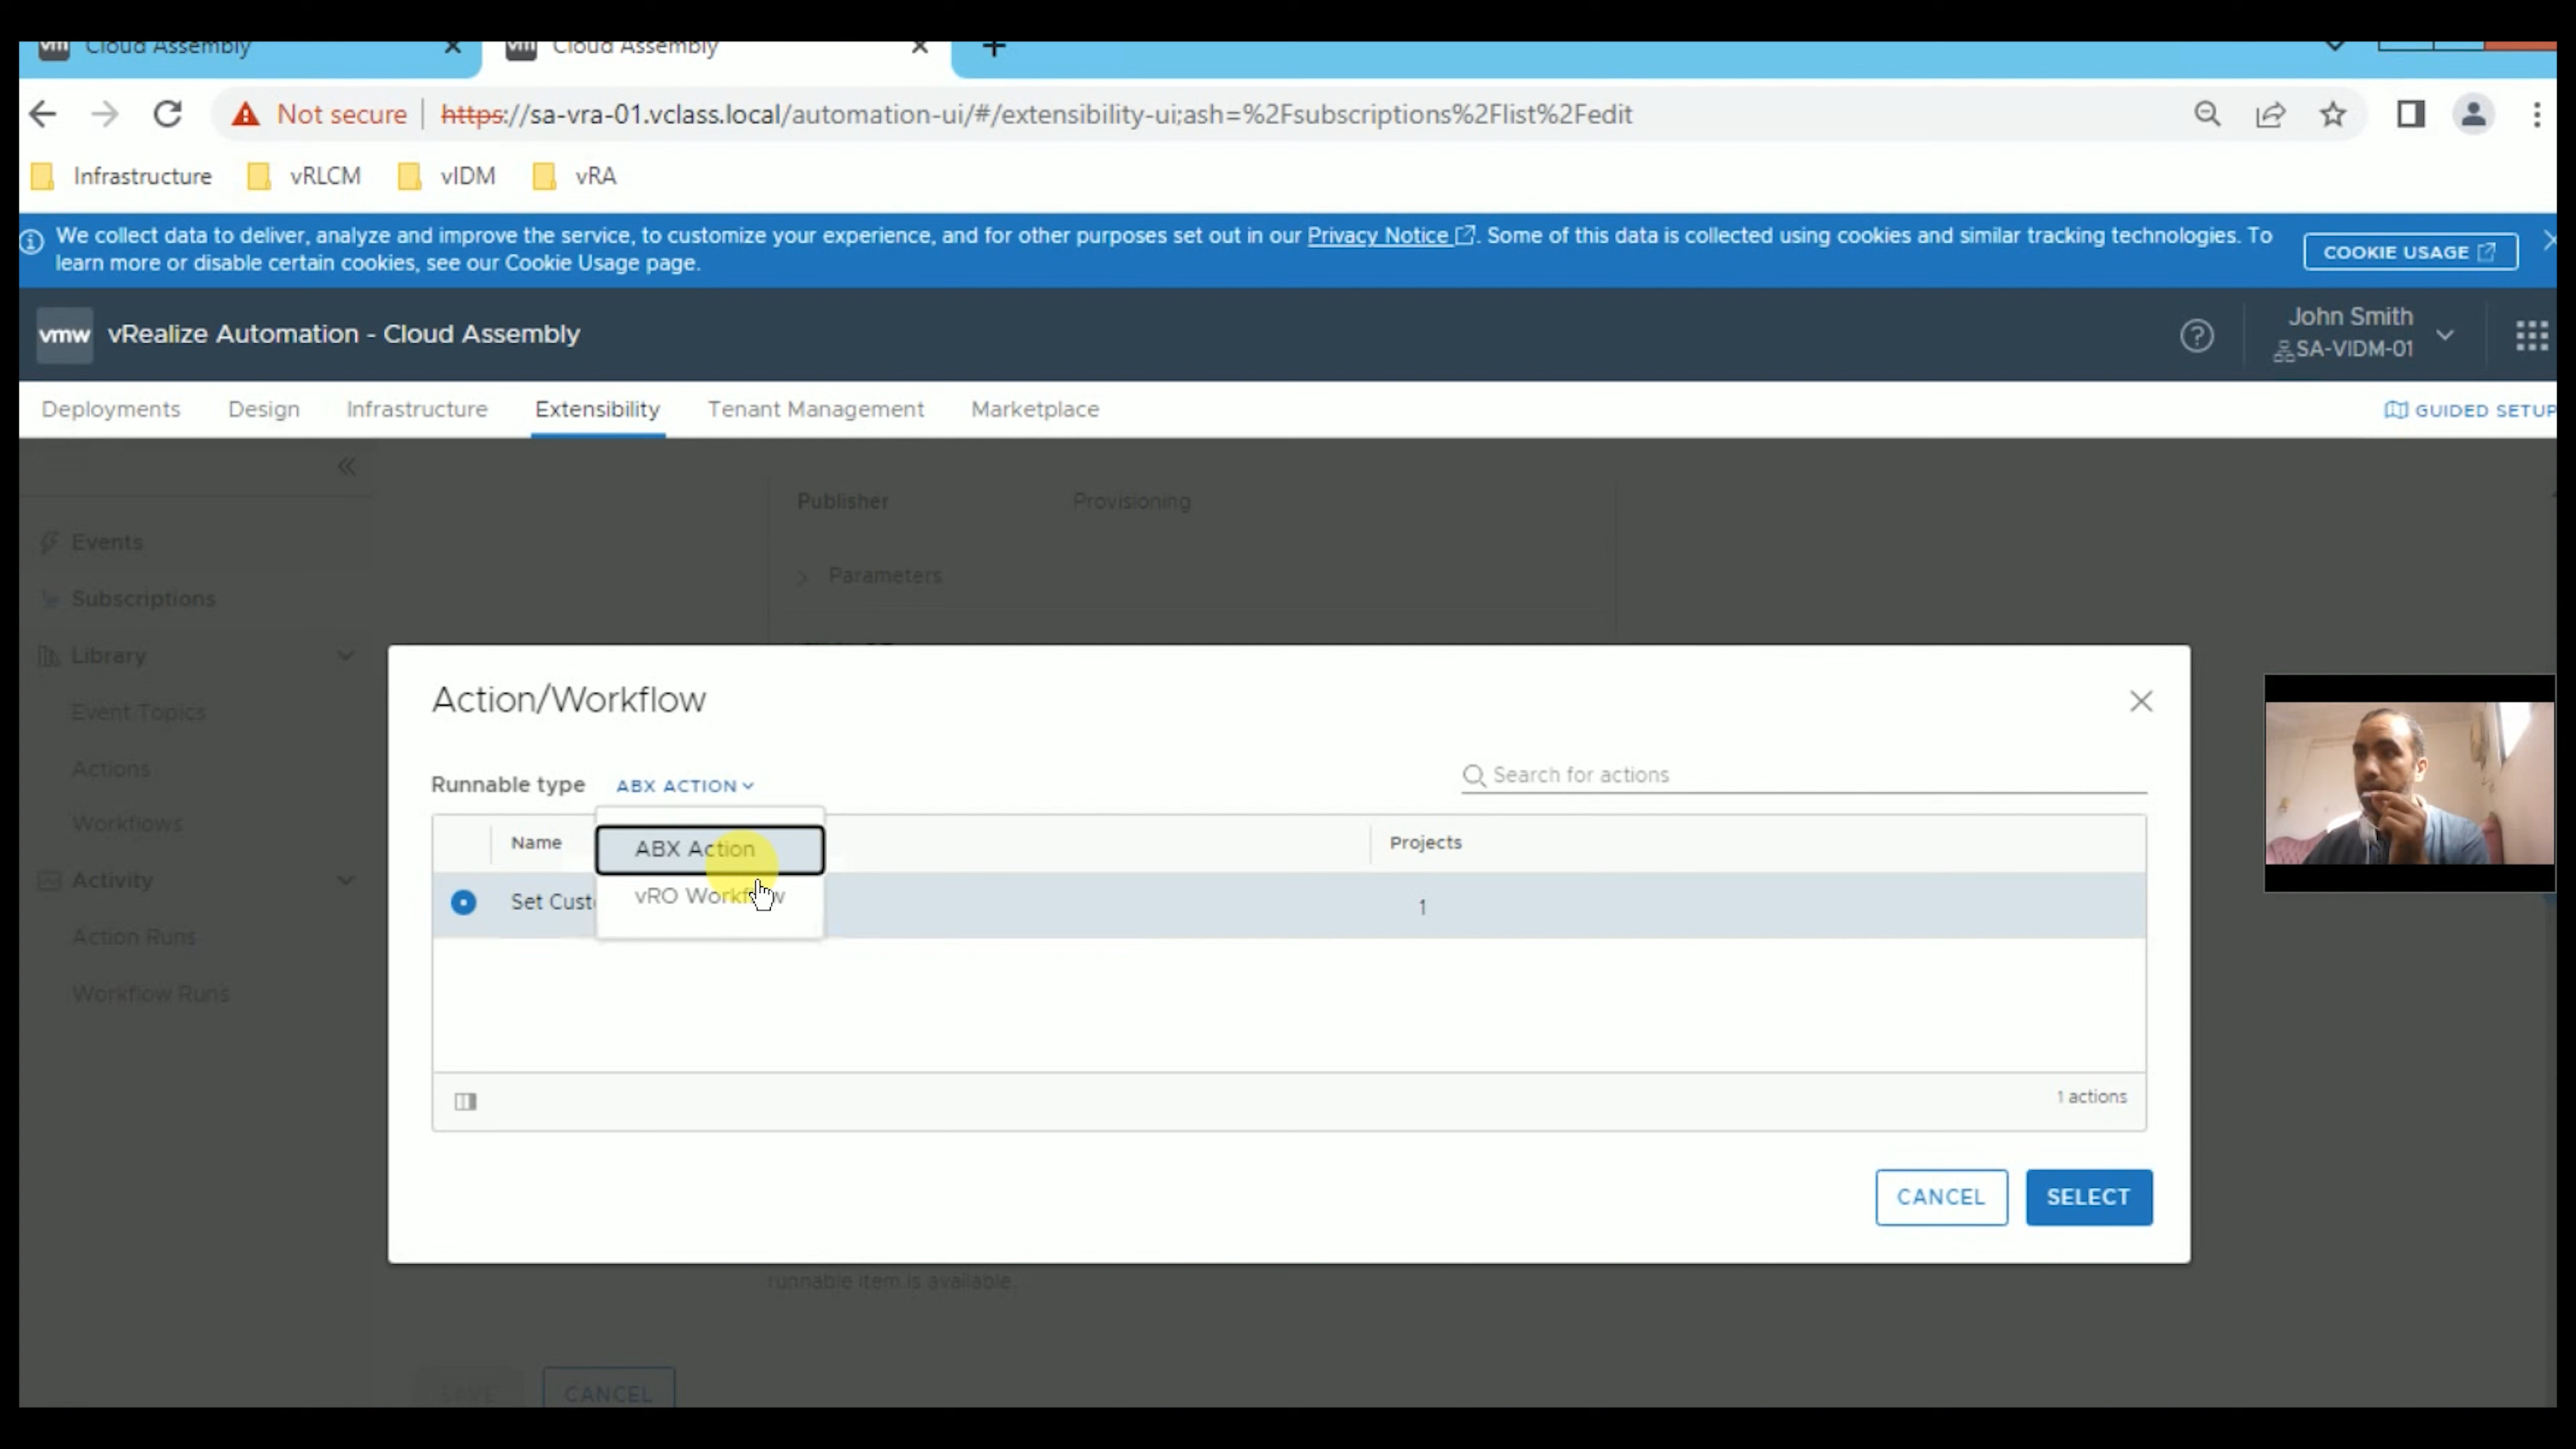 Cloud Assembly
Cloud Assembly
Not secure
https://sa-vra-01.vclass.local/automation-ui/#/extensibility-ui;ash=%2Fsubscriptions%2Flist%2Fedit
Infrastructure
vRLCM
vIDM
vRA
We collect data to deliver, analyze and improve the service, to customize your experience, and for other purposes set out in our Privacy Notice. Some of this data is collected using cookies and similar tracking technologies. To
learn more or disable certain cookies, see our Cookie Usage page.
COOKIE USAGE
vmw
vRealize Automation - Cloud Assembly
John Smith
SA-VIDM-01
Deployments
Design
Infrastructure
Extensibility
Tenant Management
Marketplace
GUIDED SETUP
Publisher
Provisioning
Parameters
Events
Subscriptions
Library
Event Topics
Actions
Workflows
Activity
Action Runs
Workflow Runs
Action/Workflow
Runnable type
ABX ACTION
Search for actions
Name
Projects
ABX Action
vRO Workflow
Set
1
1 actions
CANCEL
SELECT
runnable item is available.
SAVE
CANCEL